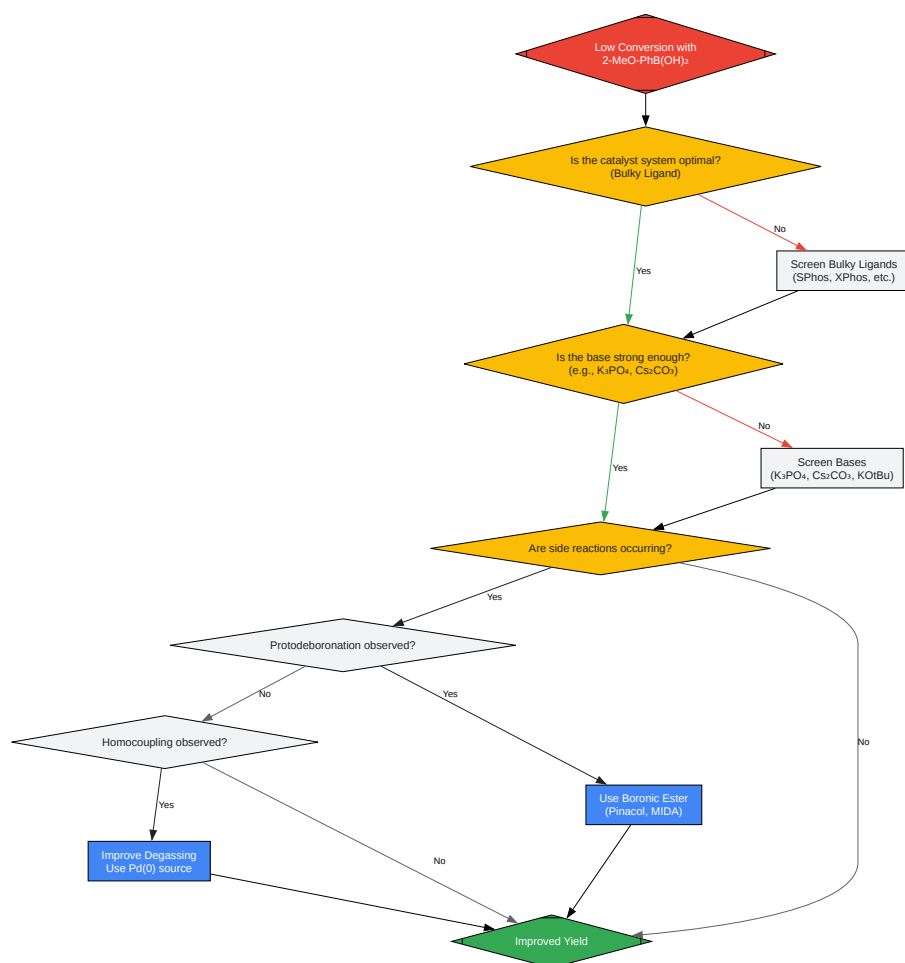 Low Conversion with
2-MeO-PhB(OH)₂
Is the catalyst system optimal?
(Bulky Ligand)
No
Screen Bulky Ligands
(SPhos, XPhos, etc.)
Yes
Is the base strong enough?
(e.g., K₃PO₄, Cs₂CO₃)
No
Screen Bases
(K₃PO₄, Cs₂CO₃, KOtBu)
Yes
Are side reactions occurring?
Yes
Protodeboronation observed?
No
Yes
Homocoupling observed?
No
Yes
Use Boronic Ester
(Pinacol, MIDA)
Improve Degassing
Use Pd(0) source
No
Improved Yield